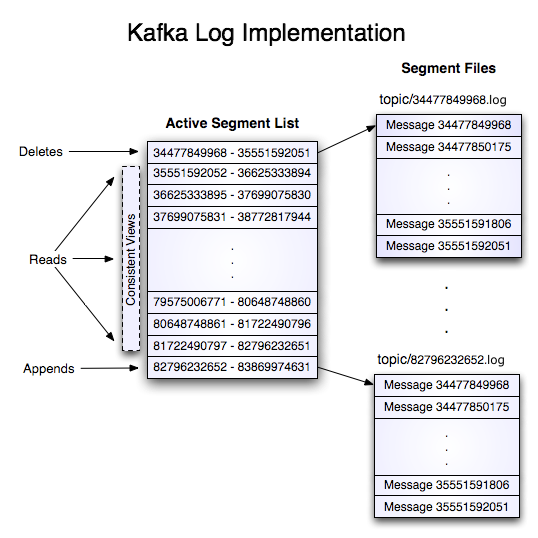 Kafka Log Implementation
Segment Files
topic/34477849968.log
Active Segment List
Deletes
Reads
Appends
Consistent Views
34477849968 - 35551592051
35551592052 - 36625333894
36625333895 - 37699075830
37699075831 - 38772817944
.
.
.
79575006771 - 80648748860
80648748861 - 81722490796
81722490797 - 82796232651
82796232652 - 83869974631
Message 34477849968
Message 34477850175
.
.
.
Message 35551591806
Message 35551592051
.
.
.
topic/82796232652.log
Message 34477849968
Message 34477850175
.
.
.
Message 35551591806
Message 35551592051